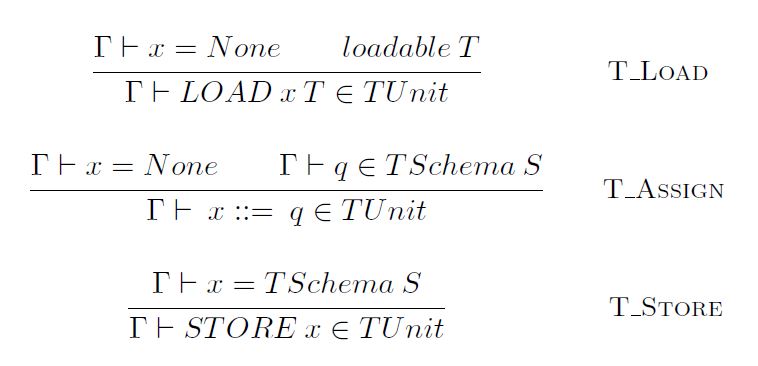 Γ ⊢ x = None loadable T
Γ ⊢ LOAD x T ∈ TUnit
T_LOAD
Γ ⊢ x = None Γ ⊢ q ∈ TSchema S
Γ ⊢ x ::= q ∈ TUnit
T_ASSIGN
Γ ⊢ x = TSchema S
Γ ⊢ STORE x ∈ TUnit
T_STORE